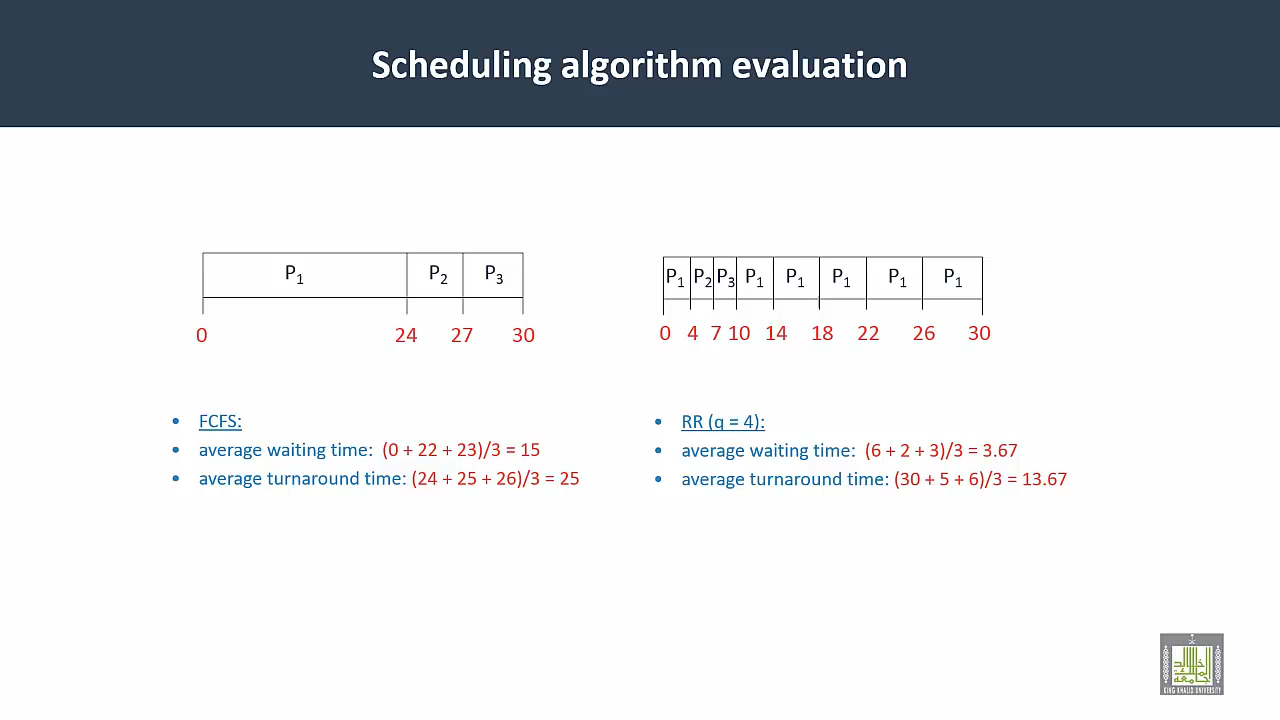 Scheduling algorithm evaluation
P1 P2 P3
0 24 27 30
P1 P2 P3 P1 P1 P1 P1 P1
0 4 7 10 14 18 22 26 30
• FCFS:
• average waiting time: (0 + 22 + 23)/3 = 15
• average turnaround time: (24 + 25 + 26)/3 = 25
• RR (q = 4):
• average waiting time: (6 + 2 + 3)/3 = 3.67
• average turnaround time: (30 + 5 + 6)/3 = 13.67
KING KHALID UNIVERSITY